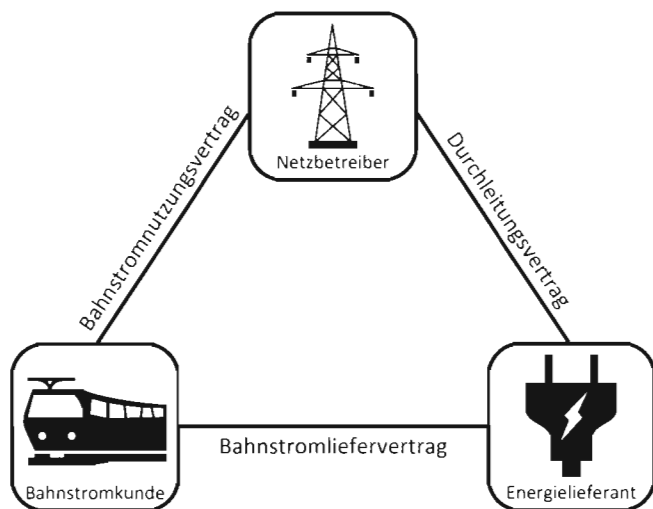 Netzbetreiber
Bahnstromnutzungsvertrag
Durchleitungsvertrag
Bahnstromliefervertrag
Bahnstromkunde
Energielieferant